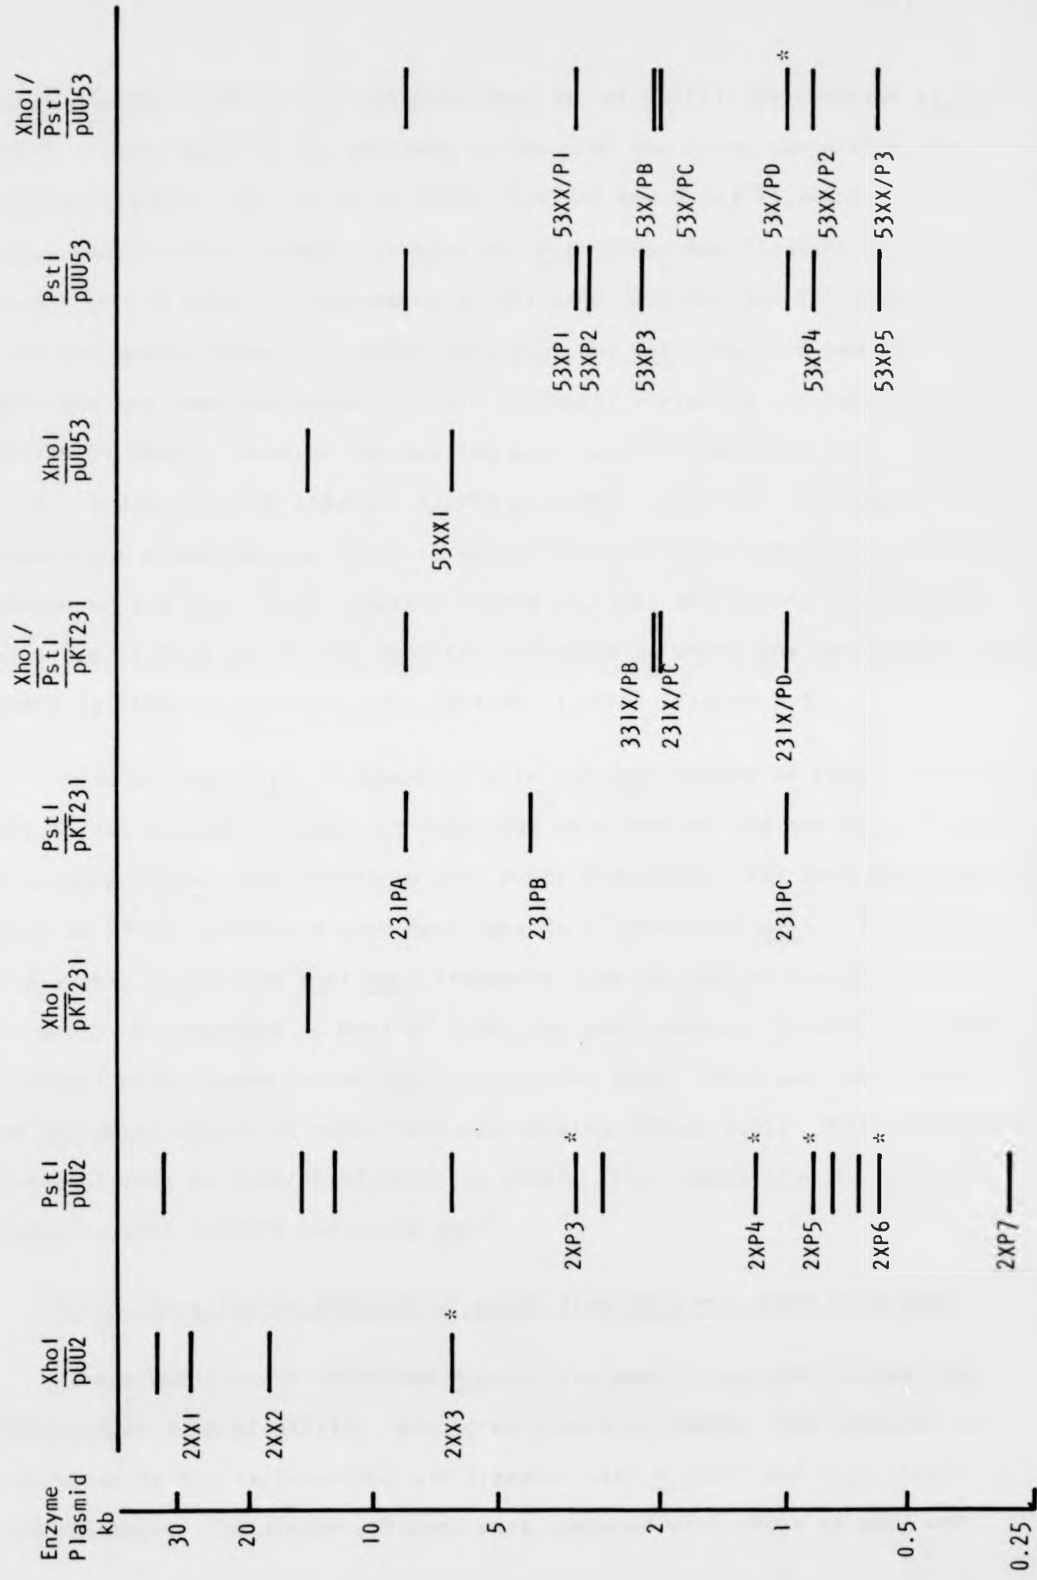 Enzyme
Plasmid
kb
30
20
10
5
2
1
0.5
0.25
XhoI
pUU2
2XX1
2XX2
2XX3 *
PstI
pUU2
2XP3 *
2XP4 *
2XP5 *
2XP6 *
2XP7
XhoI
pKT231
PstI
pKT231
231PA
231PB
231PC
XhoI/
PstI
pKT231
331X/PB
231X/PC
231X/PD
XhoI
pUU53
53XX1
PstI
pUU53
53XP1
53XP2
53XP3
53XP4
53XP5
XhoI/
PstI
pUU53
53XX/P1
53X/PB
53X/PC
53X/PD *
53XX/P2
53XX/P3